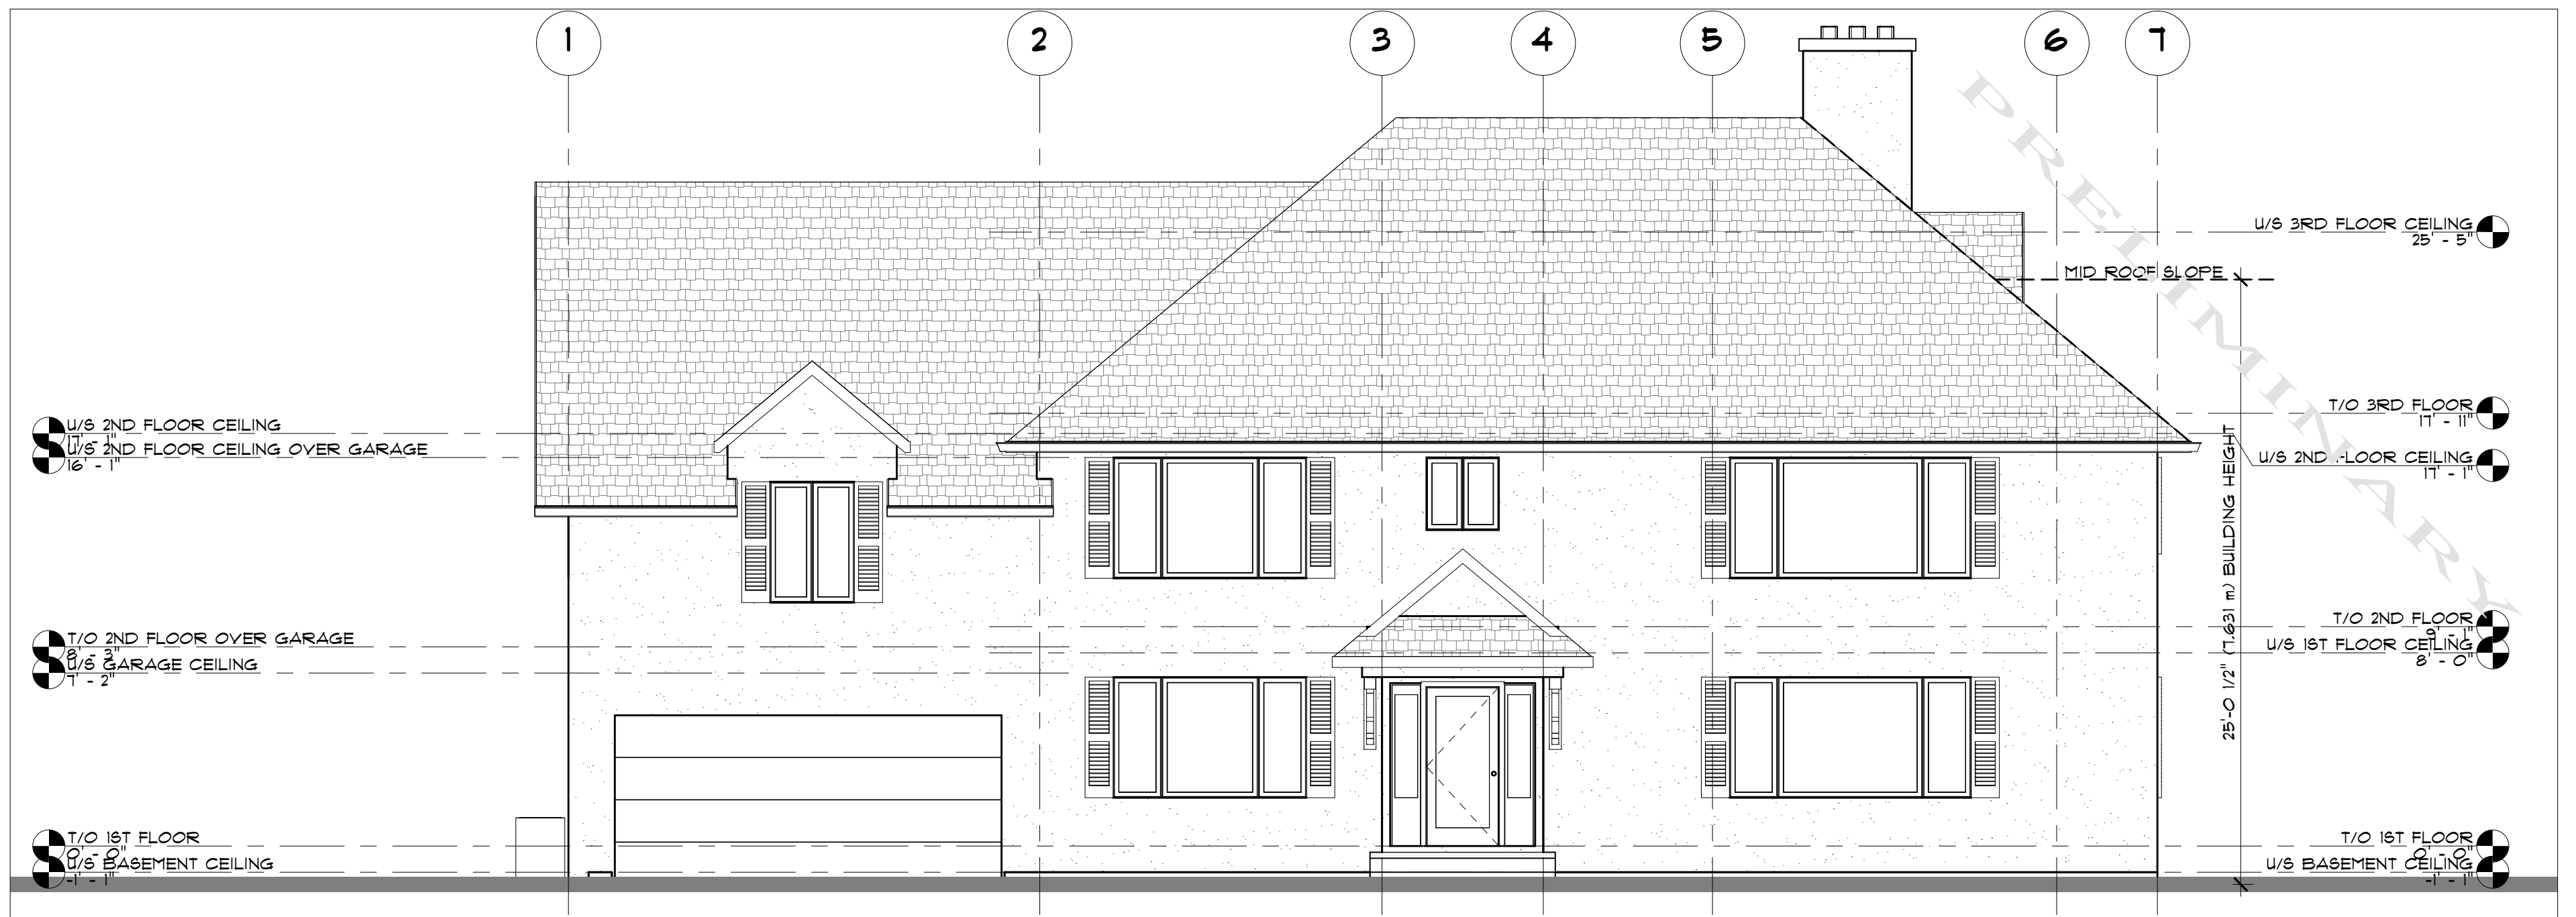 1 2 3 4 5 6 7
PRELIMINARY
U/S 3RD FLOOR CEILING
25' - 5"
MID ROOF SLOPE
T/O 3RD FLOOR
17' - 11"
U/S 2ND FLOOR CEILING
17' - 1"
25'-0 1/2" (7.631 m) BUILDING HEIGHT
T/O 2ND FLOOR
9' - 1"
U/S 1ST FLOOR CEILING
8' - 0"
T/O 1ST FLOOR
0' - 0"
U/S BASEMENT CEILING
-1' - 1"
U/S 2ND FLOOR CEILING
17' - 1"
U/S 2ND FLOOR CEILING OVER GARAGE
16' - 1"
T/O 2ND FLOOR OVER GARAGE
8' - 3"
U/S GARAGE CEILING
7' - 2"
T/O 1ST FLOOR
0' - 0"
U/S BASEMENT CEILING
-1' - 1"